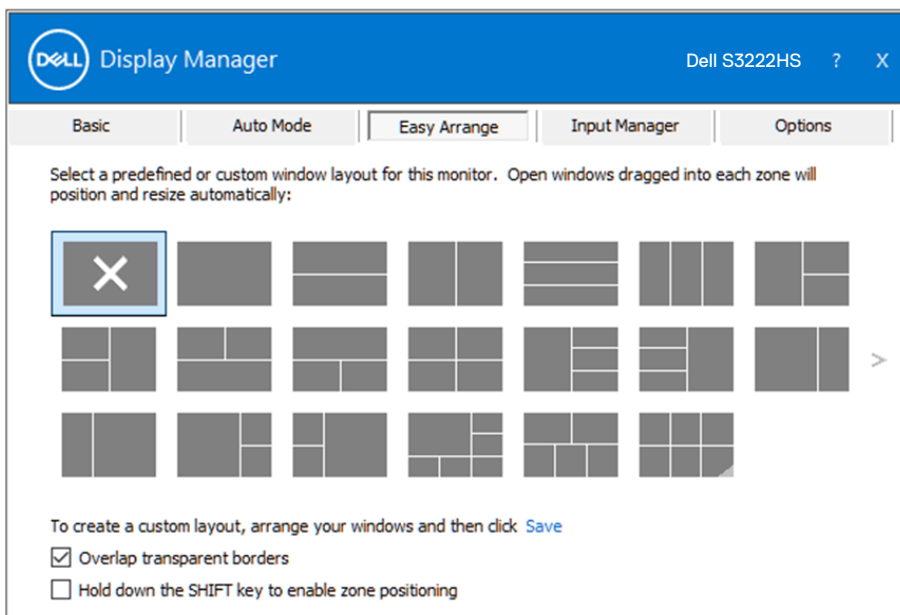 DELL Display Manager Dell S3222HS ? X
Basic Auto Mode Easy Arrange Input Manager Options
Select a predefined or custom window layout for this monitor. Open windows dragged into each zone will
position and resize automatically:
>
To create a custom layout, arrange your windows and then click Save
Overlap transparent borders
Hold down the SHIFT key to enable zone positioning